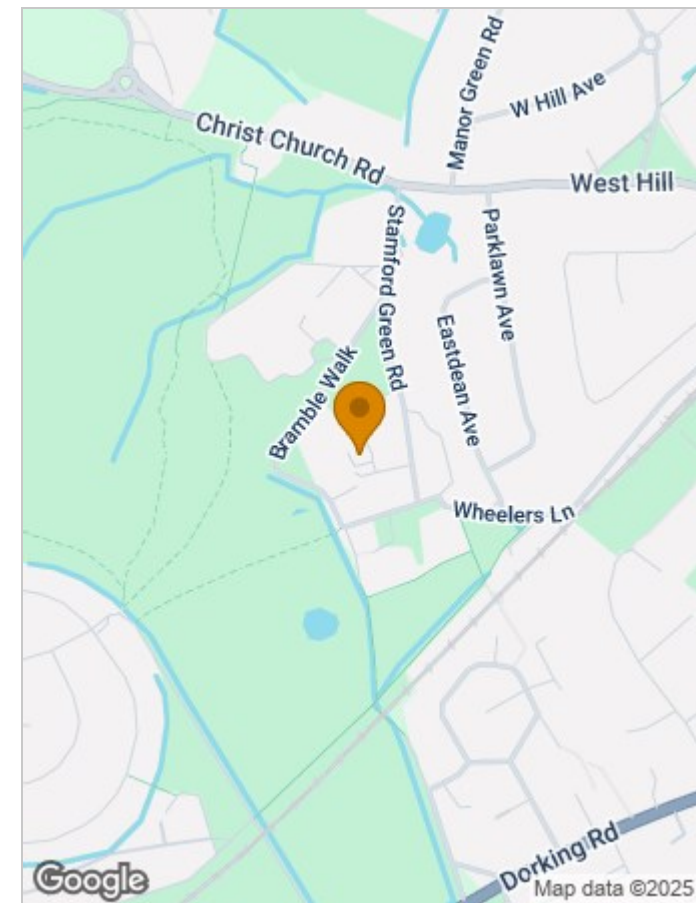 Manor Green Rd
W Hill Ave
Christ Church Rd
West Hill
Stamford Green Rd
Parklawn Ave
Eastdean Ave
Bramble Walk
Wheelers Ln
Dorking Rd
Google
Map data ©2025